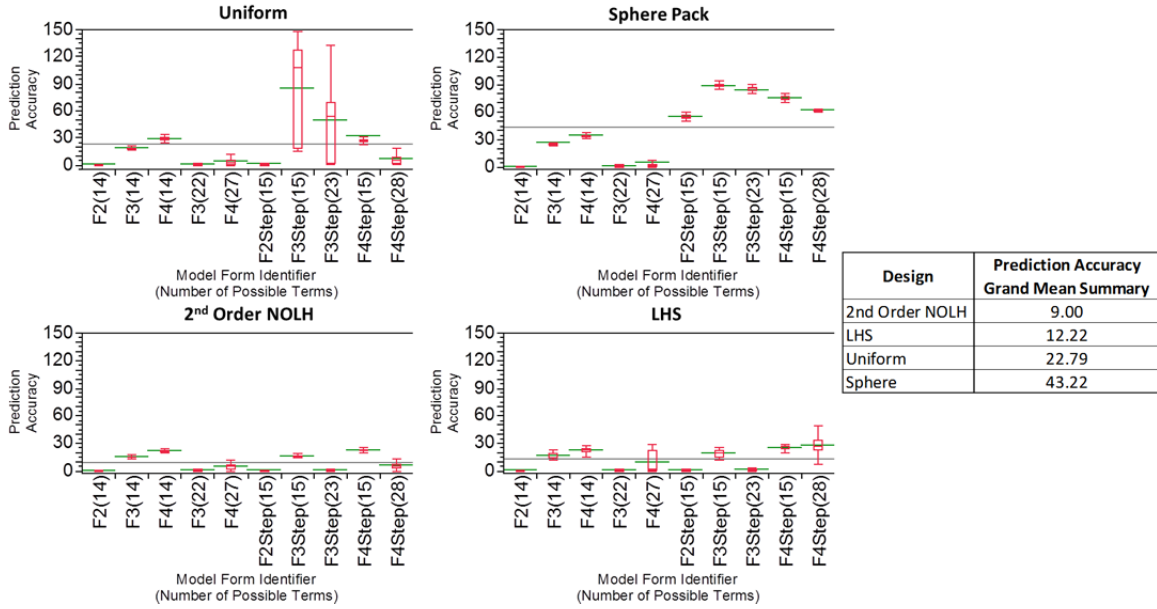 Uniform
150
120
90
60
30
0
Prediction
Accuracy
F2(14)
F3(14)
F4(14)
F3(22)
F4(27)
F2Step(15)
F3Step(15)
F3Step(23)
F4Step(15)
F4Step(28)
Model Form Identifier
(Number of Possible Terms)
Sphere Pack
150
120
90
60
30
0
Prediction
Accuracy
F2(14)
F3(14)
F4(14)
F3(22)
F4(27)
F2Step(15)
F3Step(15)
F3Step(23)
F4Step(15)
F4Step(28)
Model Form Identifier
(Number of Possible Terms)
2nd Order NOLH
150
120
90
60
30
0
Prediction
Accuracy
F2(14)
F3(14)
F4(14)
F3(22)
F4(27)
F2Step(15)
F3Step(15)
F3Step(23)
F4Step(15)
F4Step(28)
Model Form Identifier
(Number of Possible Terms)
LHS
150
120
90
60
30
0
Prediction
Accuracy
F2(14)
F3(14)
F4(14)
F3(22)
F4(27)
F2Step(15)
F3Step(15)
F3Step(23)
F4Step(15)
F4Step(28)
Model Form Identifier
(Number of Possible Terms)
Design Prediction Accuracy
Grand Mean Summary
2nd Order NOLH 9.00
LHS 12.22
Uniform 22.79
Sphere 43.22